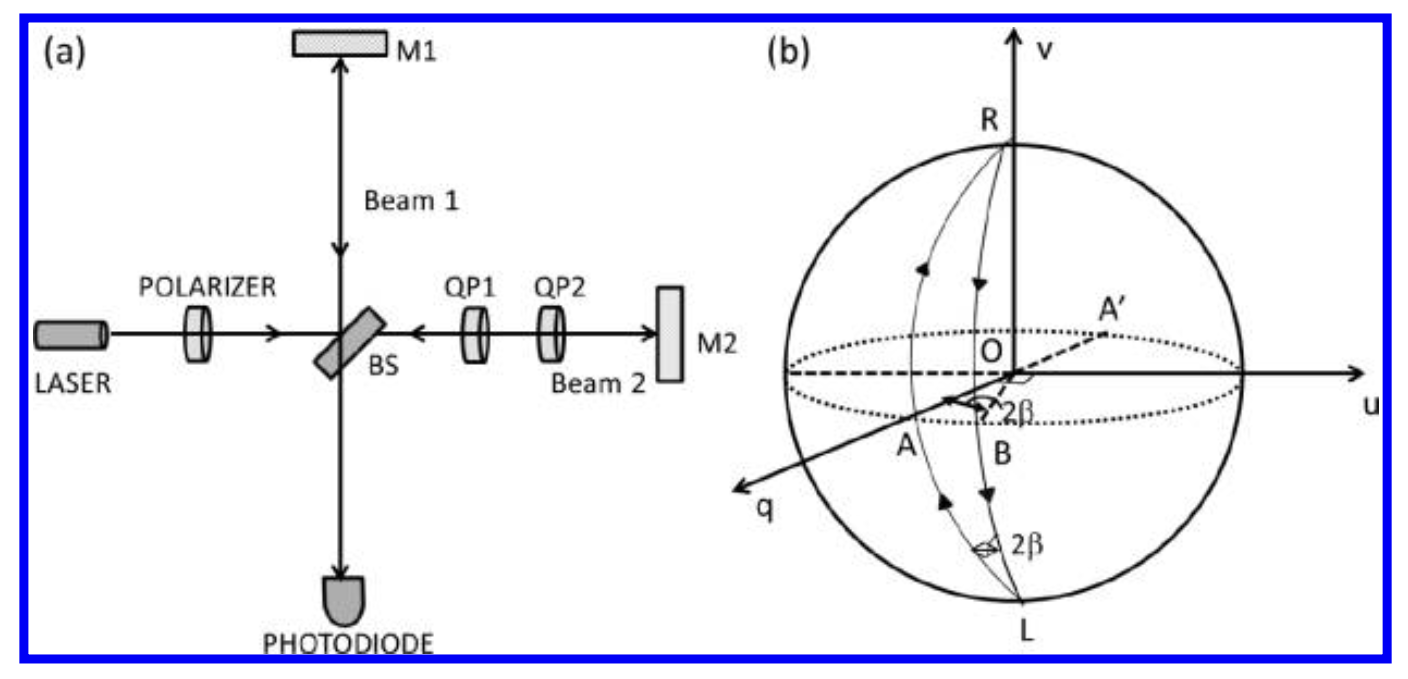 (a)
M1
Beam 1
POLARIZER
QP1
QP2
LASER
BS
Beam 2
M2
PHOTODIODE
(b)
v
R
A'
O
u
2β
A
B
q
2β
L